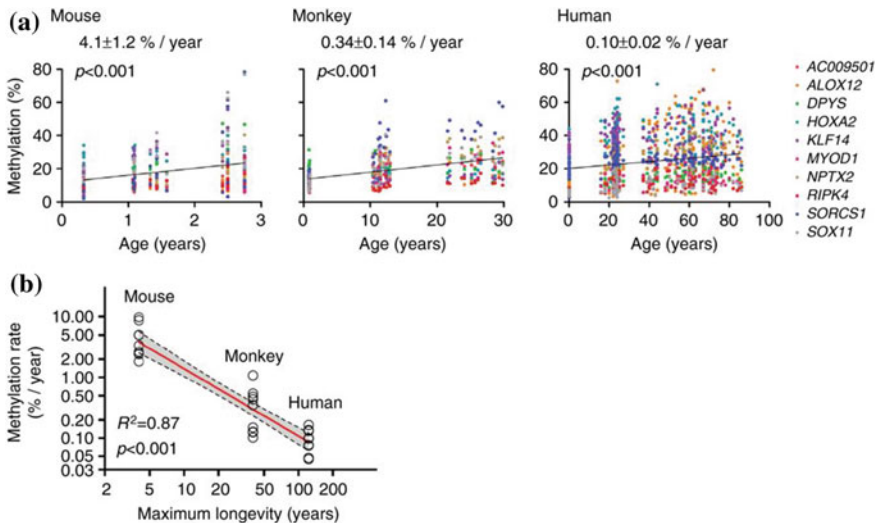 (a)
Mouse
4.1±1.2 % / year
p<0.001
Methylation (%)
80
60
40
20
0
0
1
2
3
Age (years)
Monkey
0.34±0.14 % / year
p<0.001
0
10
20
30
Age (years)
Human
0.10±0.02 % / year
p<0.001
80
60
40
20
0
0
20
40
60
80
100
Age (years)
AC009501
ALOX12
DPYS
HOXA2
KLF14
MYOD1
NPTX2
RIPK4
SORCS1
SOX11
(b)
Mouse
Monkey
Human
Methylation rate
(% / year)
10.00
5.00
2.00
1.00
0.50
0.20
0.10
0.05
0.03
R²=0.87
p<0.001
2
5
10
20
50
100
200
Maximum longevity (years)